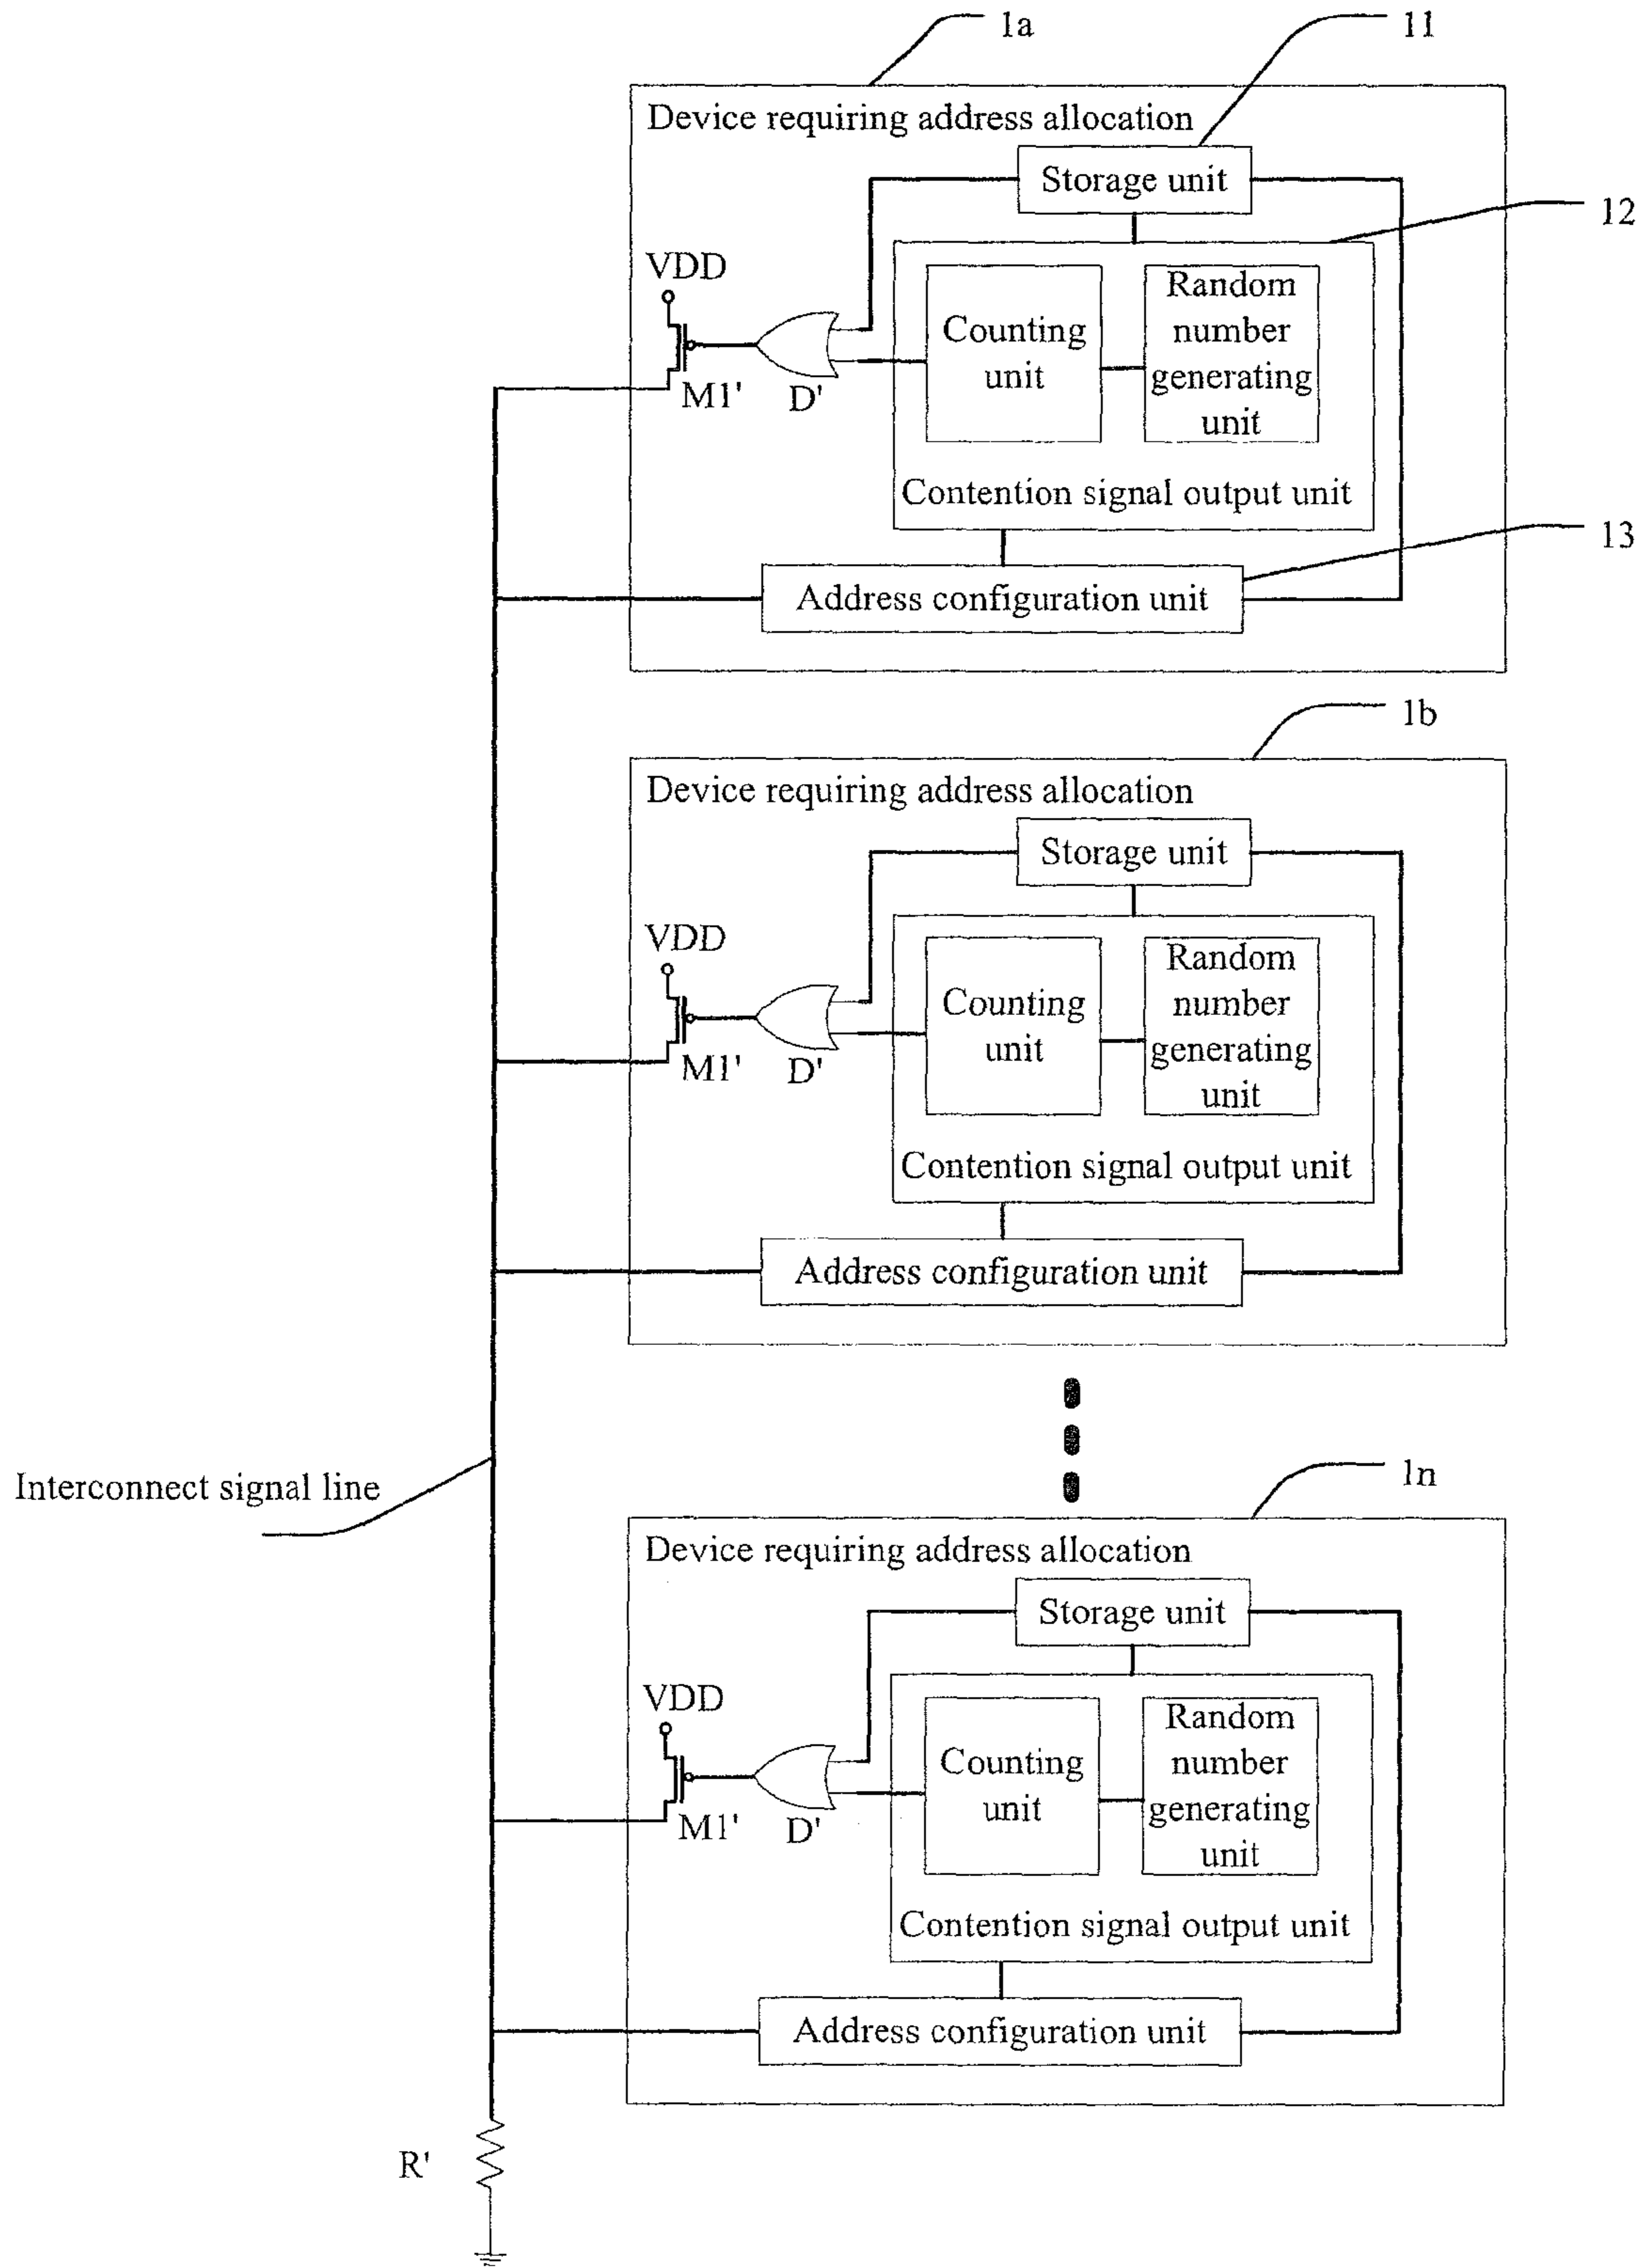 1a
11
Device requiring address allocation
Storage unit
12
VDD
Random
number
generating
unit
Counting
unit
M1'
D'
Contention signal output unit
13
Address configuration unit
1b
Device requiring address allocation
Storage unit
VDD
Random
number
generating
unit
Counting
unit
M1'
D'
Contention signal output unit
Address configuration unit
Interconnect signal line
1n
Device requiring address allocation
Storage unit
VDD
Random
number
generating
unit
Counting
unit
M1'
D'
Contention signal output unit
Address configuration unit
R'